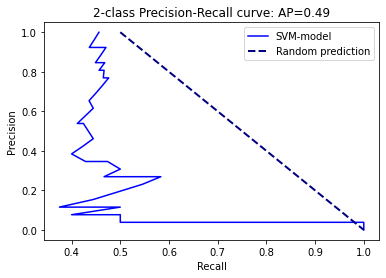 2-class Precision-Recall curve: AP=0.49
SVM-model
Random prediction
Precision
1.0
0.8
0.6
0.4
0.2
0.0
0.4 0.5 0.6 0.7 0.8 0.9 1.0
Recall